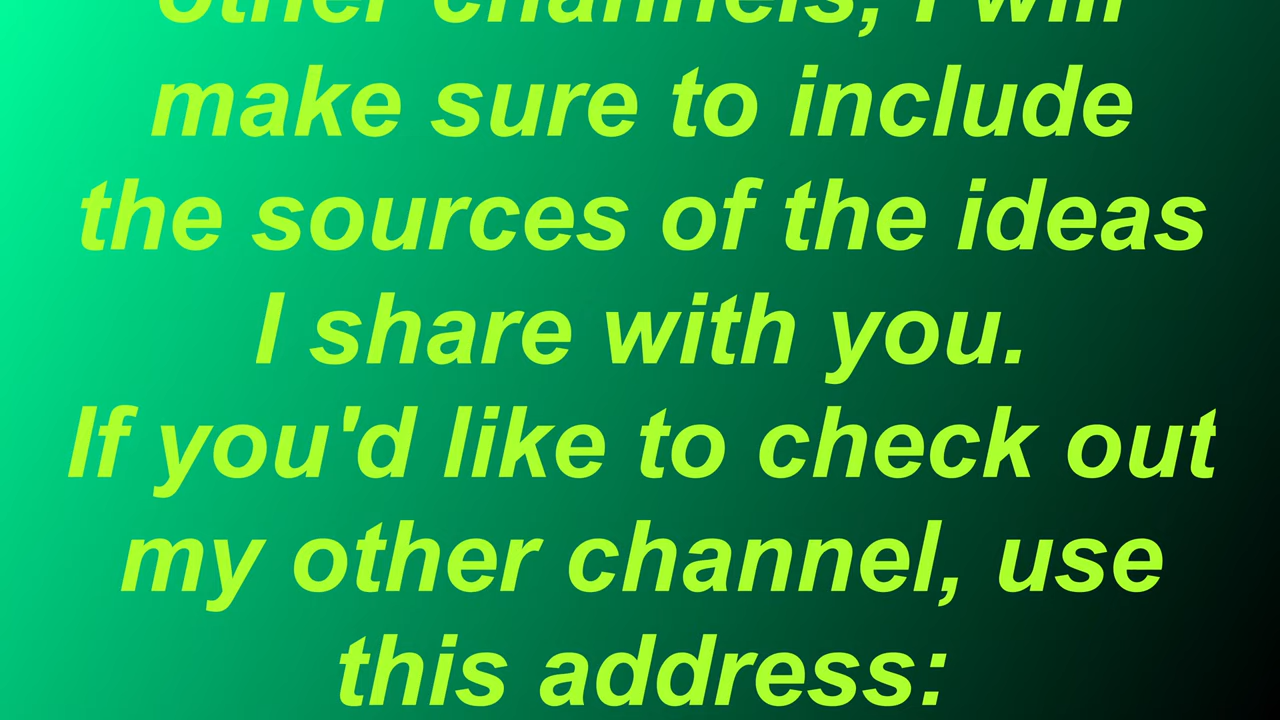 other channels, I will
make sure to include
the sources of the ideas
I share with you.
If you'd like to check out
my other channel, use
this address: